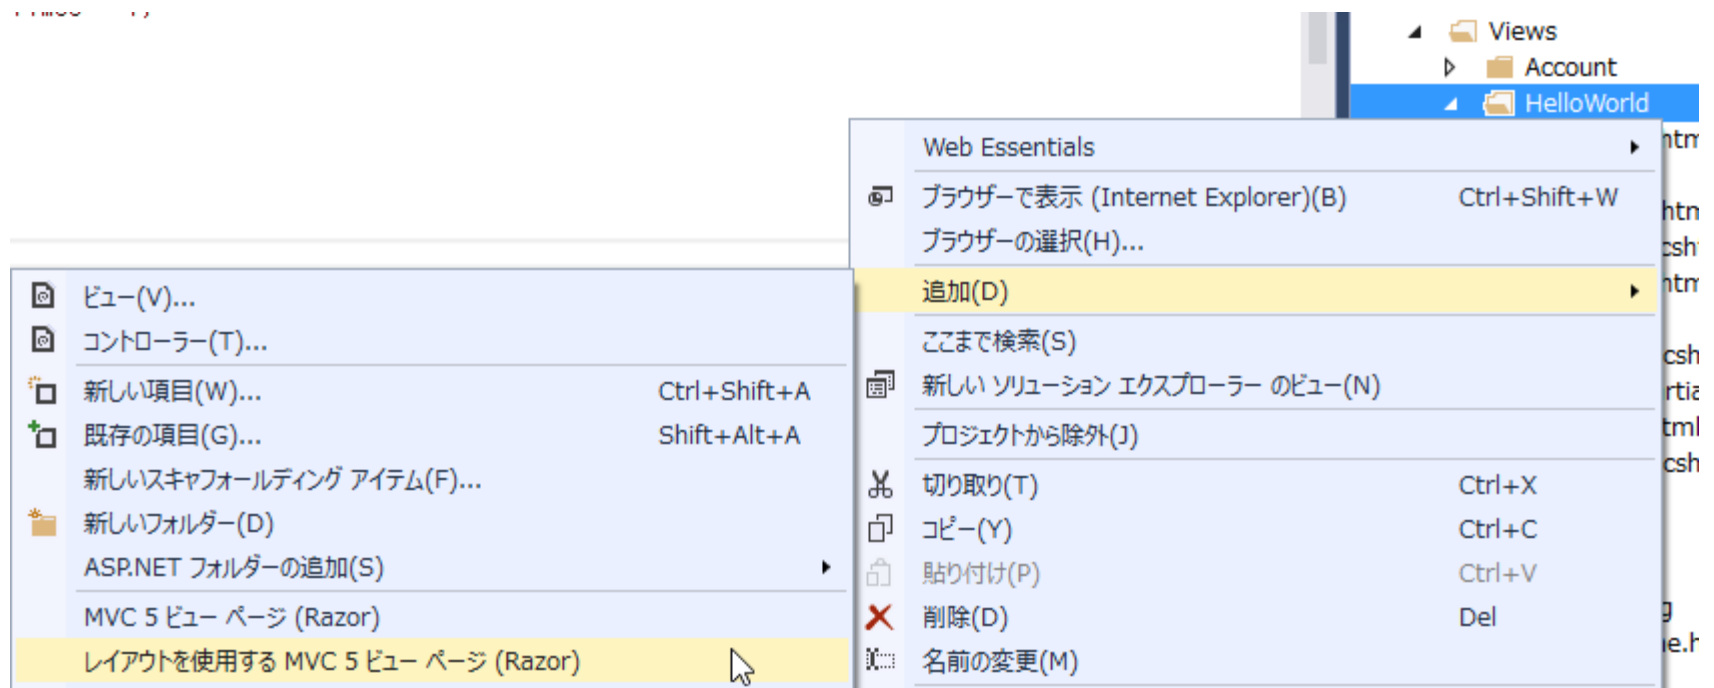 Views
Account
HelloWorld
Web Essentials
ブラウザーで表示 (Internet Explorer)(B) Ctrl+Shift+W
ブラウザーの選択(H)...
追加(D)
ここまで検索(S)
新しい ソリューション エクスプローラー のビュー(N)
プロジェクトから除外(J)
切り取り(T) Ctrl+X
コピー(Y) Ctrl+C
貼り付け(P) Ctrl+V
削除(D) Del
名前の変更(M)
ビュー(V)...
コントローラー(T)...
新しい項目(W)... Ctrl+Shift+A
既存の項目(G)... Shift+Alt+A
新しいスキャフォールディング アイテム(F)...
新しいフォルダー(D)
ASP.NET フォルダーの追加(S)
MVC 5 ビュー ページ (Razor)
レイアウトを使用する MVC 5 ビュー ページ (Razor)